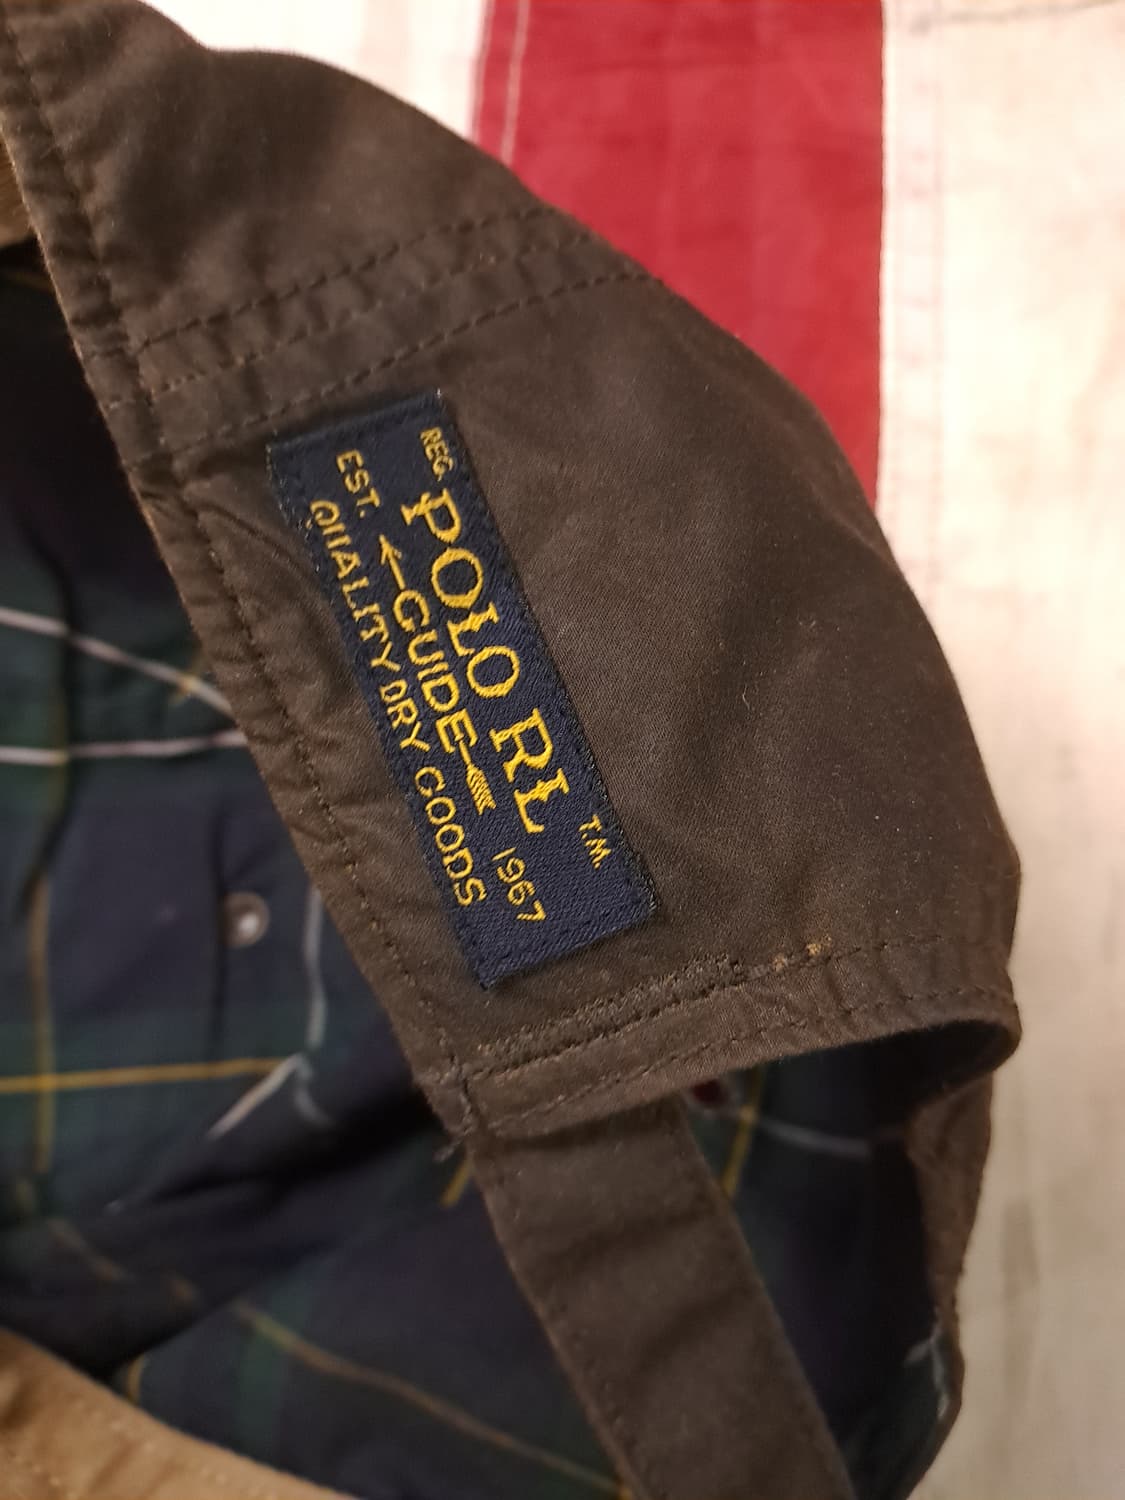 REG. POLO RL T.M.
EST. GUIDE 1967
QUALITY DRY GOODS